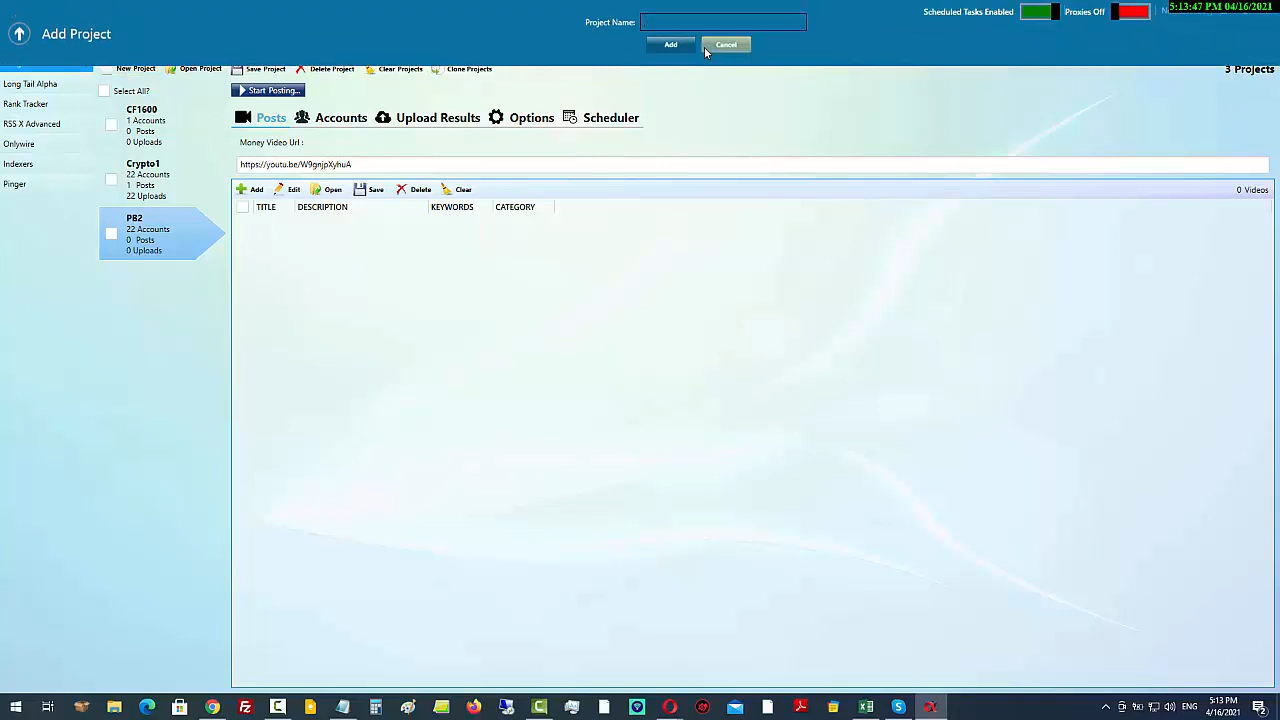 Add Project
Project Name:
Add
Cancel
Scheduled Tasks Enabled
Proxies Off
5:13:47 PM 04/16/2021
New Project
Open Project
Save Project
Delete Project
Clear Projects
Clone Projects
3 Projects
Long Tail Alpha
Rank Tracker
RSS X Advanced
Onlywire
Indexers
Pinger
Select All?
CF1600
1 Accounts
0 Posts
0 Uploads
Crypto1
22 Accounts
1 Posts
22 Uploads
PB2
22 Accounts
0 Posts
0 Uploads
Start Posting...
Posts
Accounts
Upload Results
Options
Scheduler
Money Video Url :
https://youtu.be/W9gnjpXyhuA
Add
Edit
Open
Save
Delete
Clear
0 Videos
TITLE
DESCRIPTION
KEYWORDS
CATEGORY
ENG
5:13 PM
4/16/2021